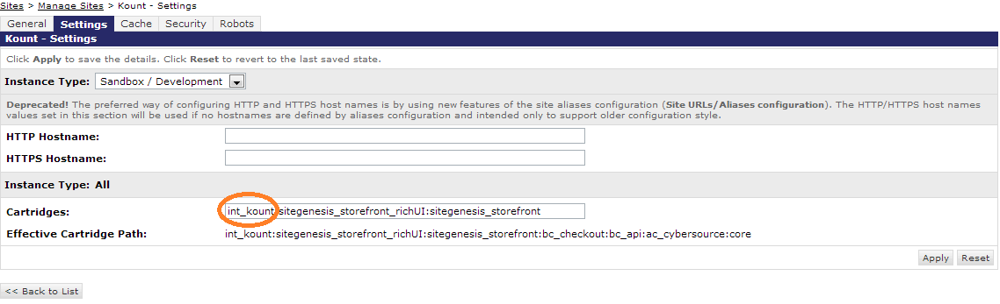 Sites > Manage Sites > Kount - Settings
General Settings Cache Security Robots
Kount - Settings
Click Apply to save the details. Click Reset to revert to the last saved state.
Instance Type: Sandbox / Development
Deprecated! The preferred way of configuring HTTP and HTTPS host names is by using new features of the site aliases configuration (Site URLs/Aliases configuration). The HTTP/HTTPS host names
values set in this section will be used if no hostnames are defined by aliases configuration and intended only to support older configuration style.
HTTP Hostname:
HTTPS Hostname:
Instance Type: All
Cartridges: int_kount:sitegenesis_storefront_richUI:sitegenesis_storefront
Effective Cartridge Path: int_kount:sitegenesis_storefront_richUI:sitegenesis_storefront:bc_checkout:bc_api:ac_cybersource:core
Apply Reset
<< Back to List